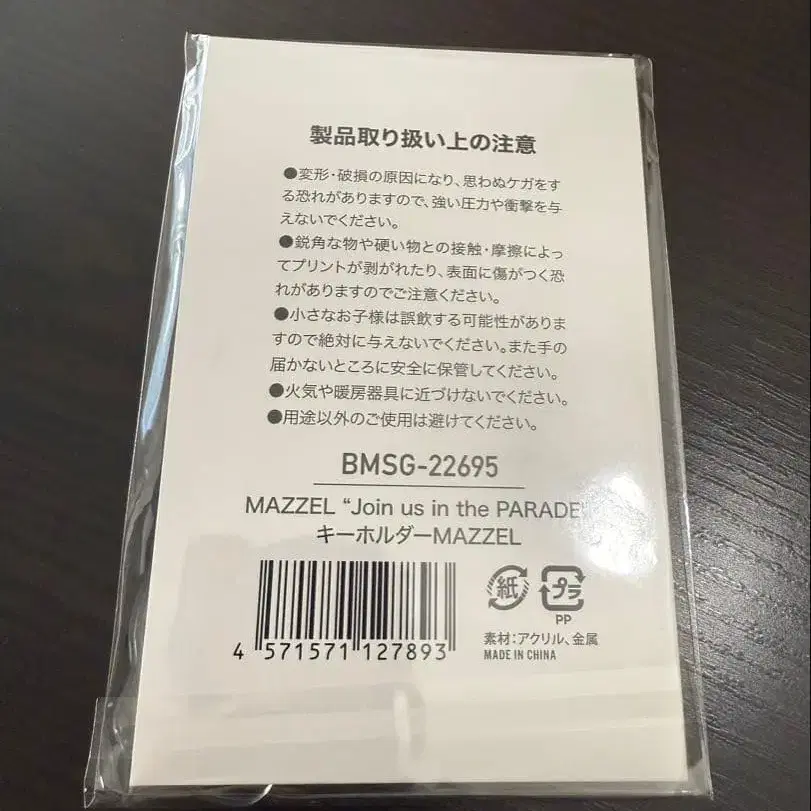 製品取り扱い上の注意
●変形・破損の原因になり、思わぬケガをす
る恐れがありますので、強い圧力や衝撃を与
えないでください。
●鋭角な物や硬い物との接触・摩擦によっ
てプリントが剥がれたり、表面に傷がつく恐
れがありますのでご注意ください。
●小さなお子様は誤飲する可能性がありま
すので絶対に与えないでください。また手の
届かないところに安全に保管してください。
●火気や暖房器具に近づけないでください。
●用途以外のご使用は避けてください。
BMSG-22695
MAZZEL “Join us in the PARADE
キーホルダーMAZZEL
紙 プラ
PP
4 571571 127893
素材:アクリル、金属
MADE IN CHINA